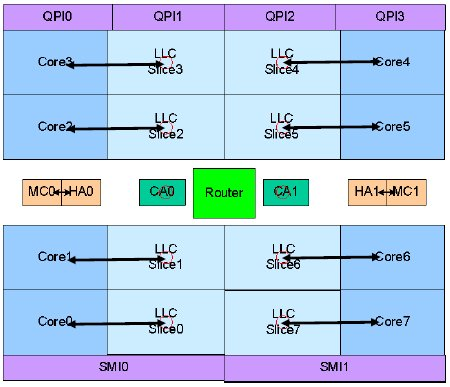 QPI0 QPI1 QPI2 QPI3
Core3 LLC Slice3 LLC Slice4 Core4
Core2 LLC Slice2 LLC Slice5 Core5
MC0 HA0 CA0 Router CA1 HA1 MC1
Core1 LLC Slice1 LLC Slice6 Core6
Core0 LLC Slice0 LLC Slice7 Core7
SMI0 SMI1